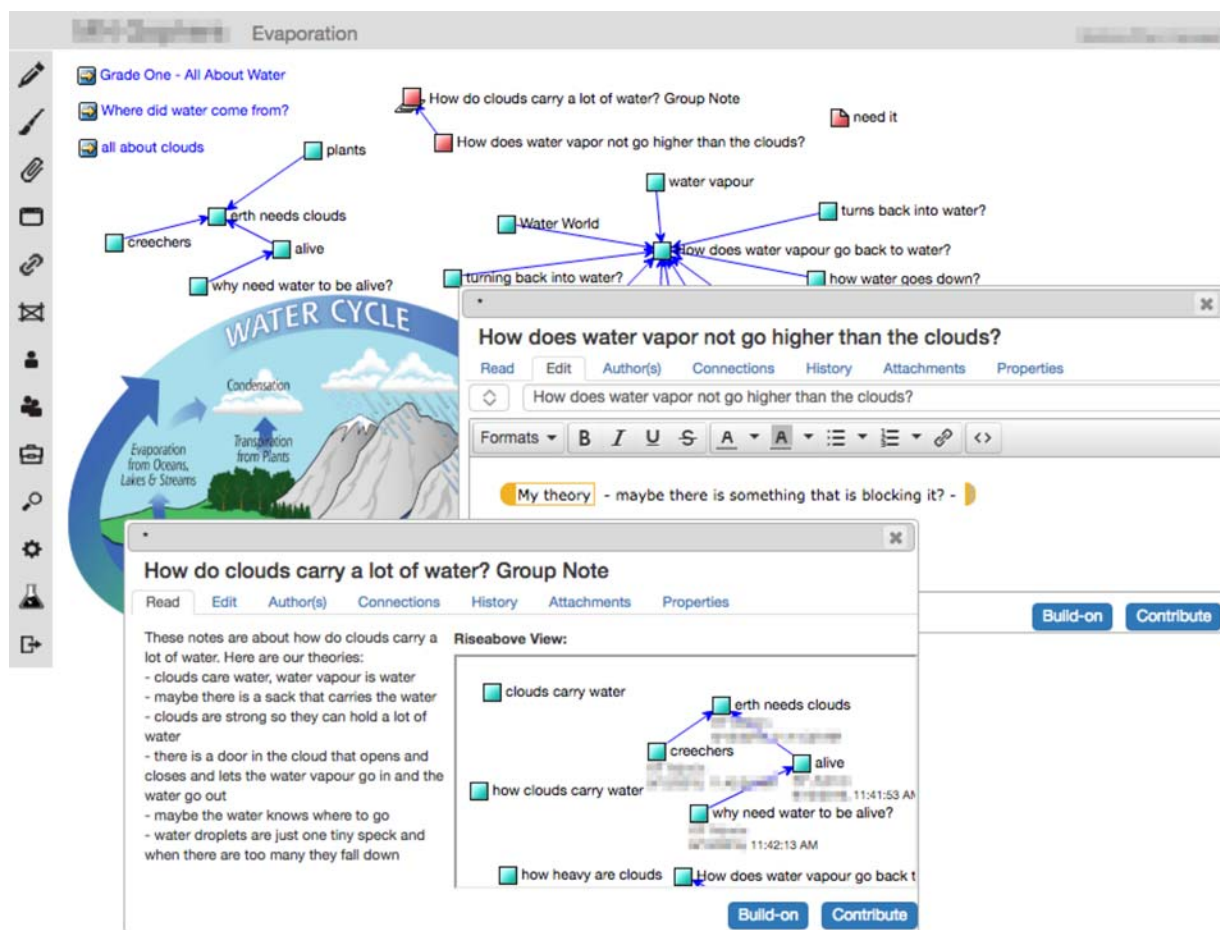 Evaporation
Grade One - All About Water
Where did water come from?
all about clouds
How do clouds carry a lot of water? Group Note
How does water vapor not go higher than the clouds?
need it
plants
erth needs clouds
creechers
alive
why need water to be alive?
water vapour
Water World
turns back into water?
How does water vapour go back to water?
turning back into water?
how water goes down?
WATER CYCLE
Condensation
Evaporation
from Oceans,
Lakes & Streams
Transpiration
from Plants
How does water vapor not go higher than the clouds?
Read Edit Author(s) Connections History Attachments Properties
How does water vapor not go higher than the clouds?
Formats B I U S A A
My theory - maybe there is something that is blocking it? -
Build-on Contribute
How do clouds carry a lot of water? Group Note
Read Edit Author(s) Connections History Attachments Properties
These notes are about how do clouds carry a
lot of water. Here are our theories:
- clouds care water, water vapour is water
- maybe there is a sack that carries the water
- clouds are strong so they can hold a lot of
water
- there is a door in the cloud that opens and
closes and lets the water vapour go in and the
water go out
- maybe the water knows where to go
- water droplets are just one tiny speck and
when there are too many they fall down
Riseabove View:
clouds carry water
erth needs clouds
creechers
alive
11:41:53 AM
how clouds carry water
why need water to be alive?
11:42:13 AM
how heavy are clouds
How does water vapour go back t
Build-on Contribute